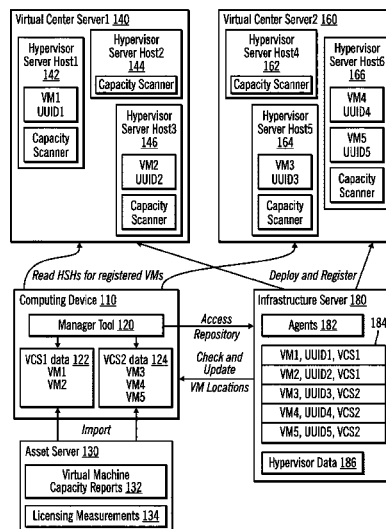 Virtual Center Server1 140
Hypervisor
Server Host1
142
VM1
UUID1
Capacity
Scanner
Hypervisor
Server Host2
144
Capacity Scanner
Hypervisor
Server Host3
146
VM2
UUID2
Capacity
Scanner
Virtual Center Server2 160
Hypervisor
Server Host4
162
Capacity Scanner
Hypervisor
Server Host5
164
VM3
UUID3
Capacity
Scanner
Hypervisor
Server Host6
166
VM4
UUID4
VM5
UUID5
Capacity
Scanner
Read HSHs for registered VMs
Deploy and Register
Computing Device 110
Manager Tool 120
VCS1 data 122
VM1
VM2
VCS2 data 124
VM3
VM4
VM5
Access
Repository
Check and
Update
VM Locations
Infrastructure Server 180
Agents 182
184
VM1, UUID1, VCS1
VM2, UUID2, VCS1
VM3, UUID3, VCS2
VM4, UUID4, VCS2
VM5, UUID5, VCS2
Hypervisor Data 186
Import
Asset Server 130
Virtual Machine
Capacity Reports 132
Licensing Measurements 134